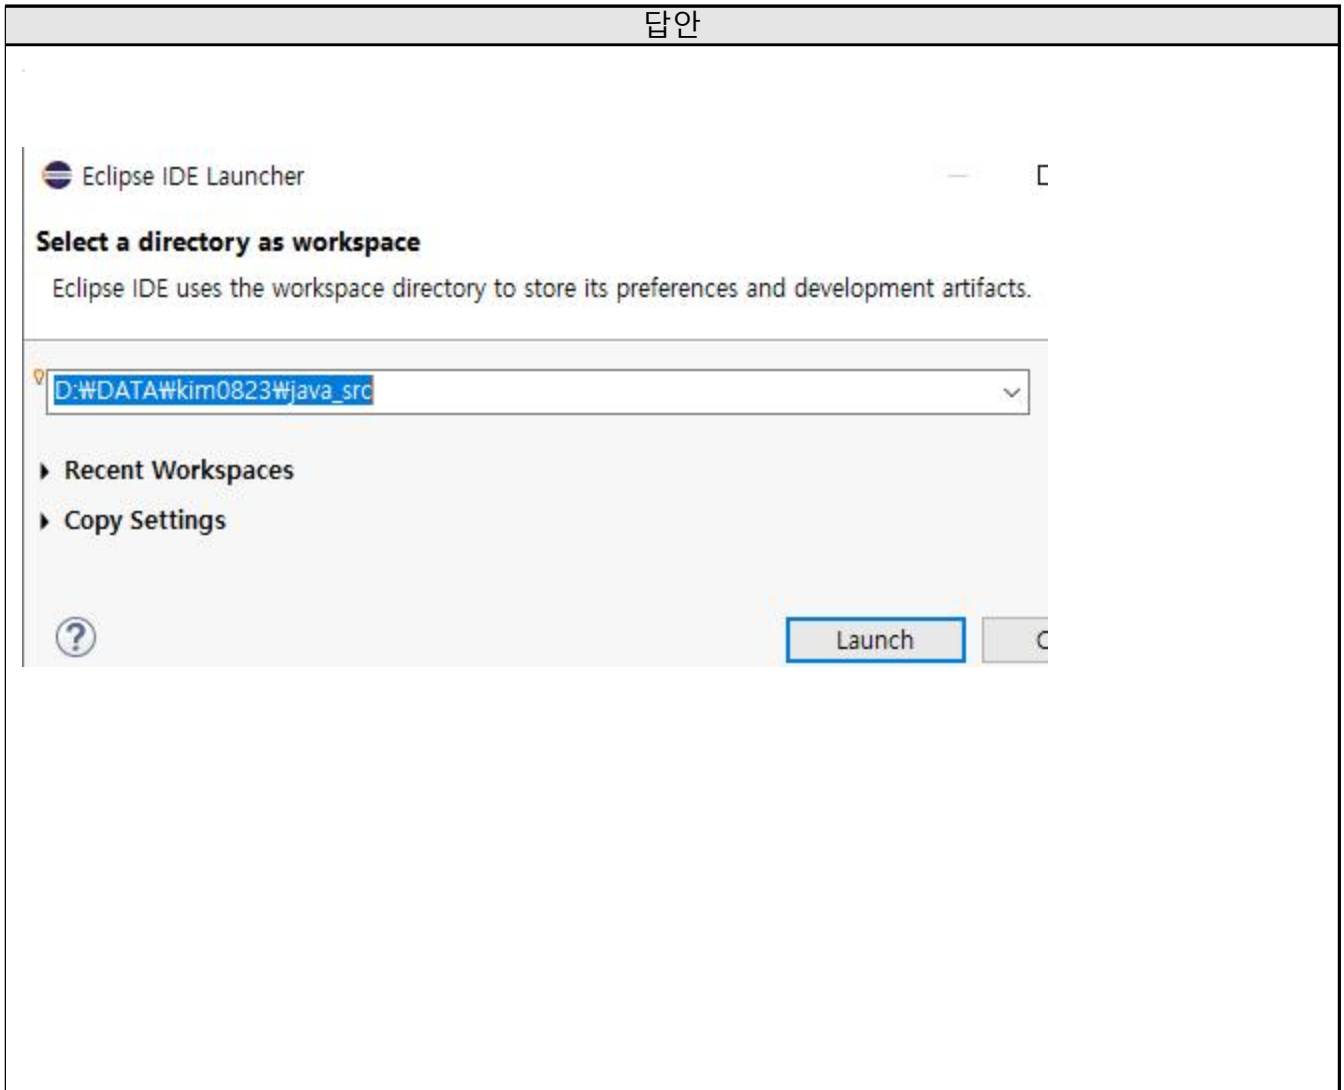 답안
Eclipse IDE Launcher
Select a directory as workspace
Eclipse IDE uses the workspace directory to store its preferences and development artifacts.
D:₩DATA₩kim0823₩java_src
Recent Workspaces
Copy Settings
?
Launch
C